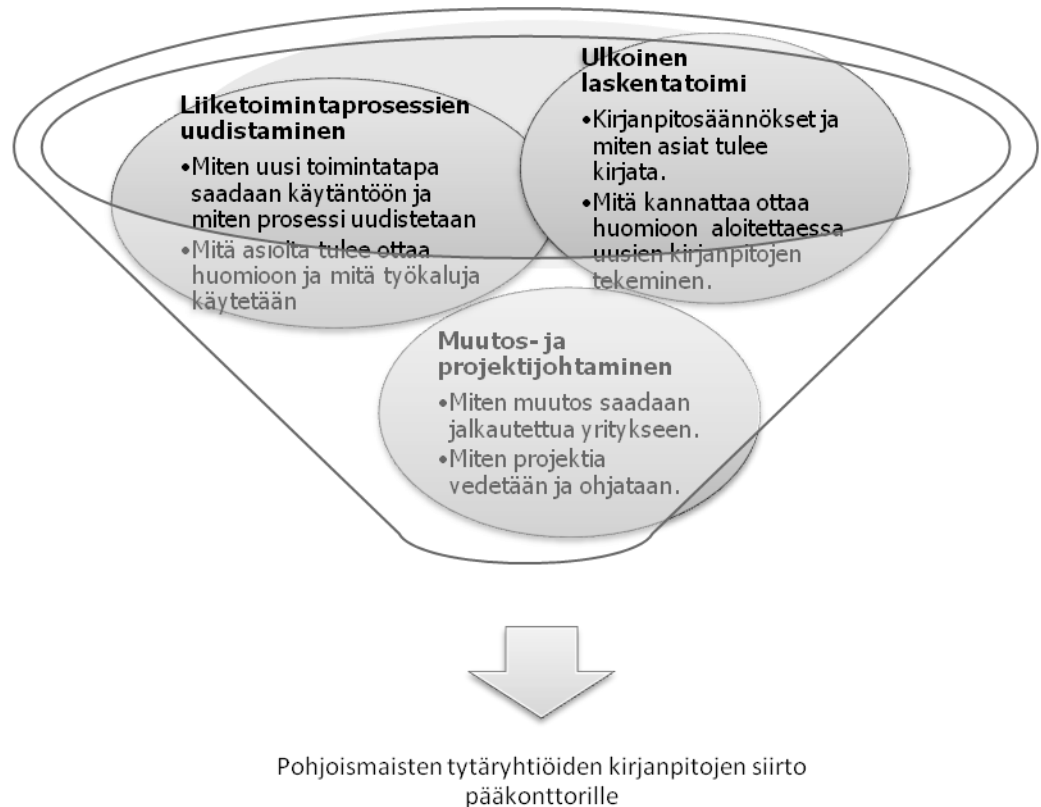 Liiketoimintaprosessien
uudistaminen
•Miten uusi toimintatapa
saadaan käytäntöön ja
miten prosessi uudistetaan
•Mitä asioita tulee ottaa
huomioon ja mitä työkaluja
käytetään
Ulkoinen
laskentatoimi
•Kirjanpitosäännökset ja
miten asiat tulee
kirjata.
•Mitä kannattaa ottaa
huomioon aloitettaessa
uusien kirjanpitojen
tekeminen.
Muutos- ja
projektijohtaminen
•Miten muutos saadaan
jalkautettua yritykseen.
•Miten projektia
vedetään ja ohjataan.
Pohjoismaisten tytäryhtiöiden kirjanpitojen siirto
pääkonttorille